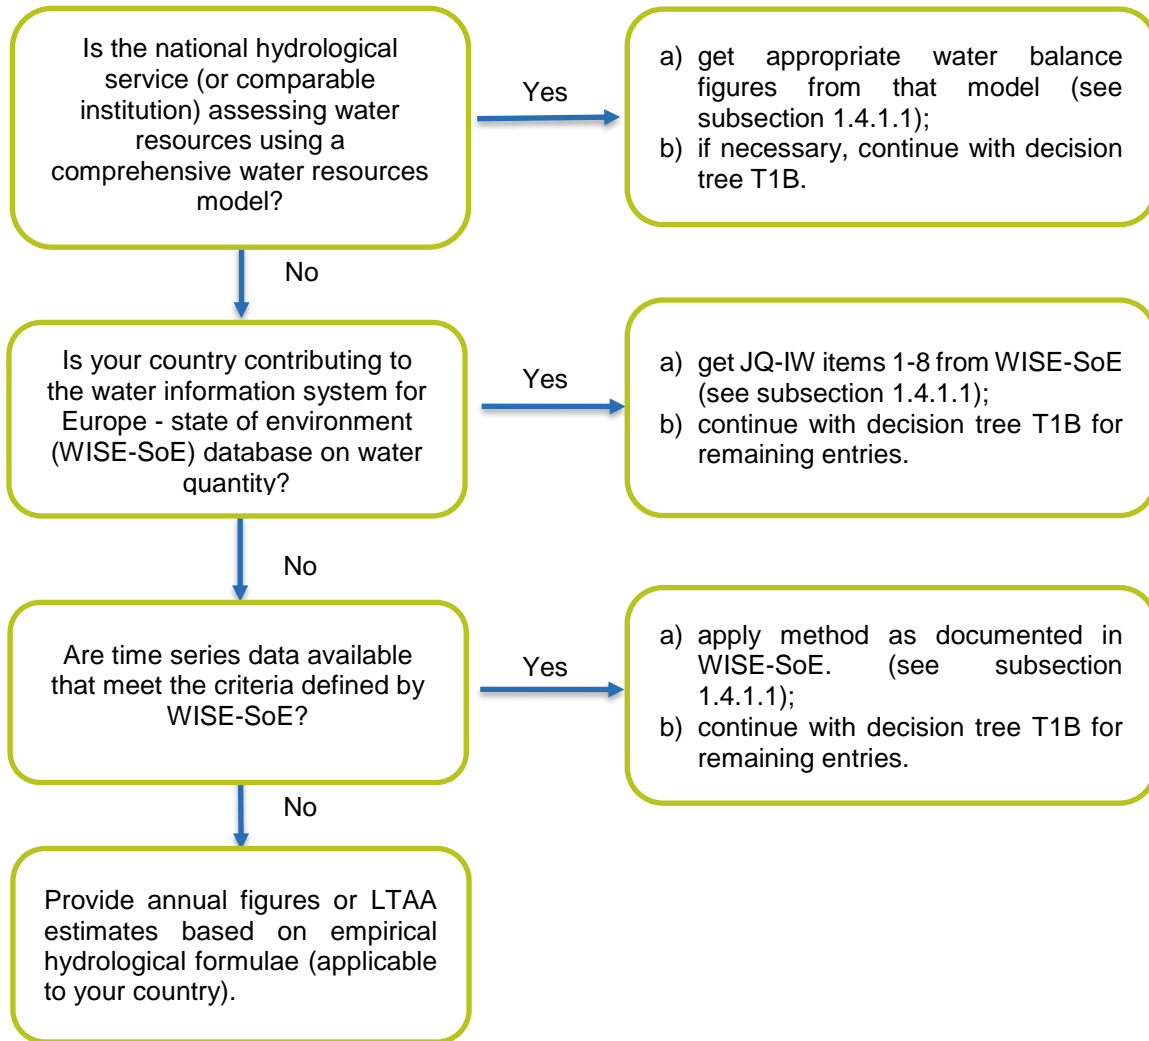 Is the national hydrological
service (or comparable
institution) assessing water
resources using a
comprehensive water resources
model?
Yes
a) get appropriate water balance
figures from that model (see
subsection 1.4.1.1);
b) if necessary, continue with decision
tree T1B.
No
Is your country contributing to
the water information system for
Europe - state of environment
(WISE-SoE) database on water
quantity?
Yes
a) get JQ-IW items 1-8 from WISE-SoE
(see subsection 1.4.1.1);
b) continue with decision tree T1B for
remaining entries.
No
Are time series data available
that meet the criteria defined by
WISE-SoE?
Yes
a) apply method as documented in
WISE-SoE. (see subsection
1.4.1.1);
b) continue with decision tree T1B for
remaining entries.
No
Provide annual figures or LTAA
estimates based on empirical
hydrological formulae (applicable
to your country).